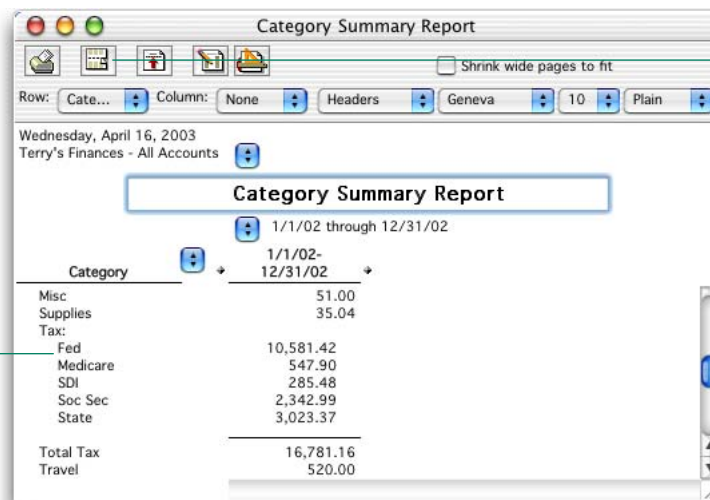 Category Summary Report
Shrink wide pages to fit
Row: Cate... Column: None Headers Geneva 10 Plain
Wednesday, April 16, 2003
Terry's Finances - All Accounts
Category Summary Report
1/1/02 through 12/31/02
1/1/02-
Category 12/31/02
Misc 51.00
Supplies 35.04
Tax:
Fed 10,581.42
Medicare 547.90
SDI 285.48
Soc Sec 2,342.99
State 3,023.37
Total Tax 16,781.16
Travel 520.00